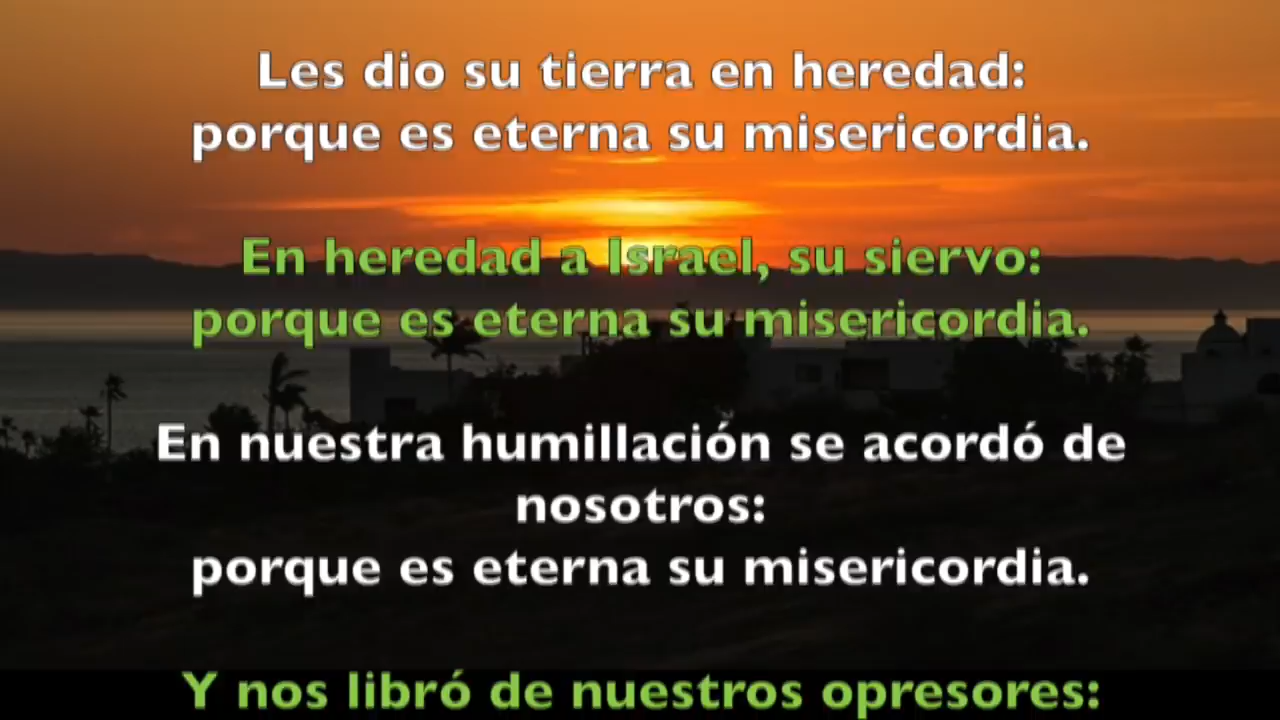 Les dio su tierra en heredad:
porque es eterna su misericordia.
En heredad a Israel, su siervo:
porque es eterna su misericordia.
En nuestra humillación se acordó de
nosotros:
porque es eterna su misericordia.
Y nos libró de nuestros opresores: